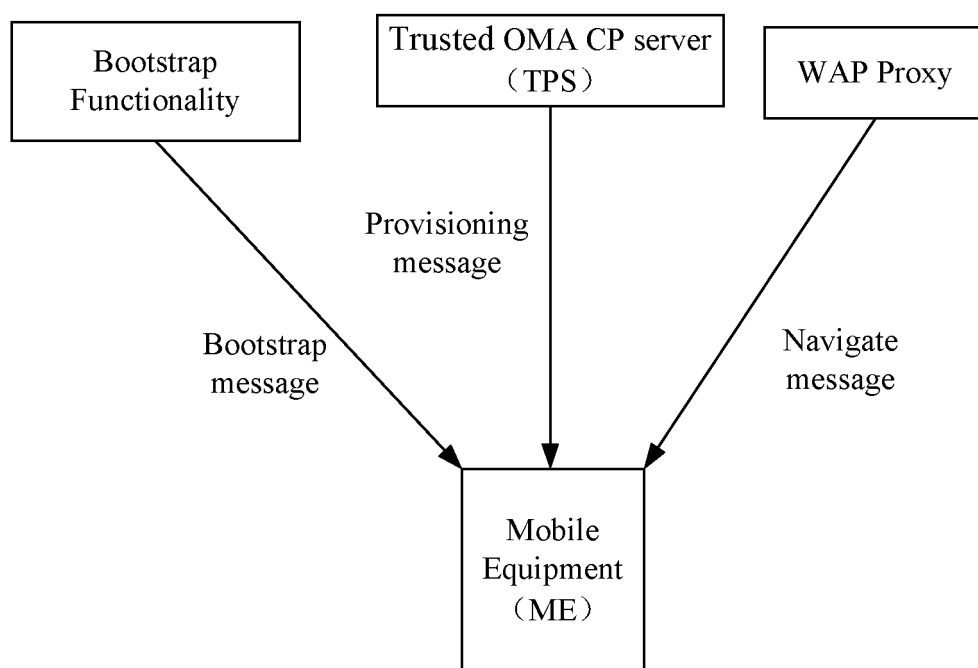 Bootstrap
Functionality
Trusted OMA CP server
（TPS）
WAP Proxy
Provisioning
message
Bootstrap
message
Navigate
message
Mobile
Equipment
（ME）